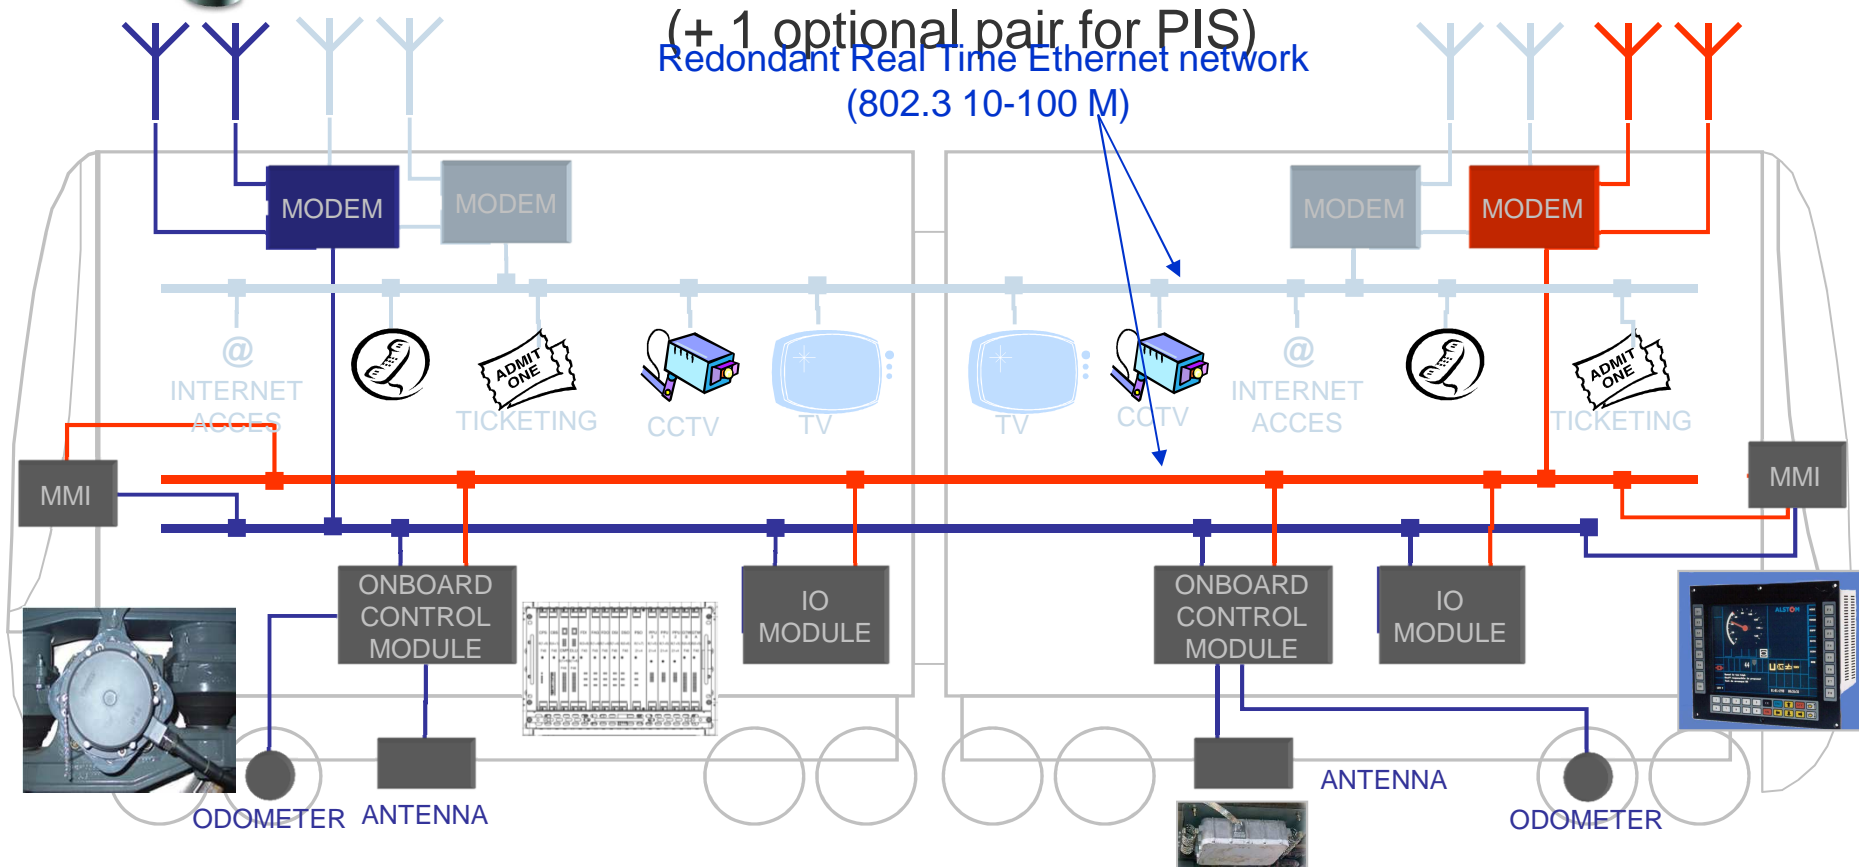 (+ 1 optional pair for PIS)
Redondant Real Time Ethernet network
(802.3 10-100 M)
MODEM
MODEM
MODEM
MODEM
@
INTERNET
ACCES
ADMIT
ONE
TICKETING
CCTV
TV
TV
CCTV
@
INTERNET
ACCES
ADMIT
ONE
TICKETING
MMI
MMI
ONBOARD
CONTROL
MODULE
IO
MODULE
ONBOARD
CONTROL
MODULE
IO
MODULE
ALSTOM
ODOMETER
ANTENNA
ANTENNA
ODOMETER